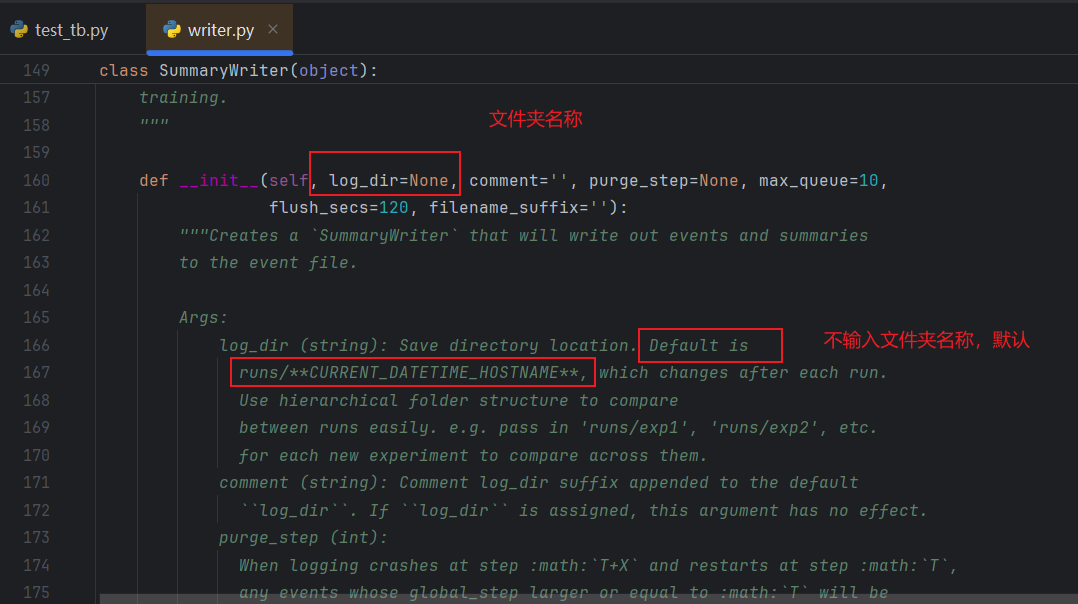 test_tb.py writer.py ×
149 class SummaryWriter(object):
157 training.
158 """
文件夹名称
159
160 def __init__(self, log_dir=None, comment='', purge_step=None, max_queue=10,
161 flush_secs=120, filename_suffix=''):
162 """Creates a `SummaryWriter` that will write out events and summaries
163 to the event file.
164
165 Args:
166 log_dir (string): Save directory location. Default is 不输入文件夹名称，默认
167 runs/**CURRENT_DATETIME_HOSTNAME**, which changes after each run.
168 Use hierarchical folder structure to compare
169 between runs easily. e.g. pass in 'runs/exp1', 'runs/exp2', etc.
170 for each new experiment to compare across them.
171 comment (string): Comment log_dir suffix appended to the default
172 ``log_dir``. If ``log_dir`` is assigned, this argument has no effect.
173 purge_step (int):
174 When logging crashes at step :math:`T+X` and restarts at step :math:`T`,
175 any events whose global_step larger or equal to :math:`T` will be